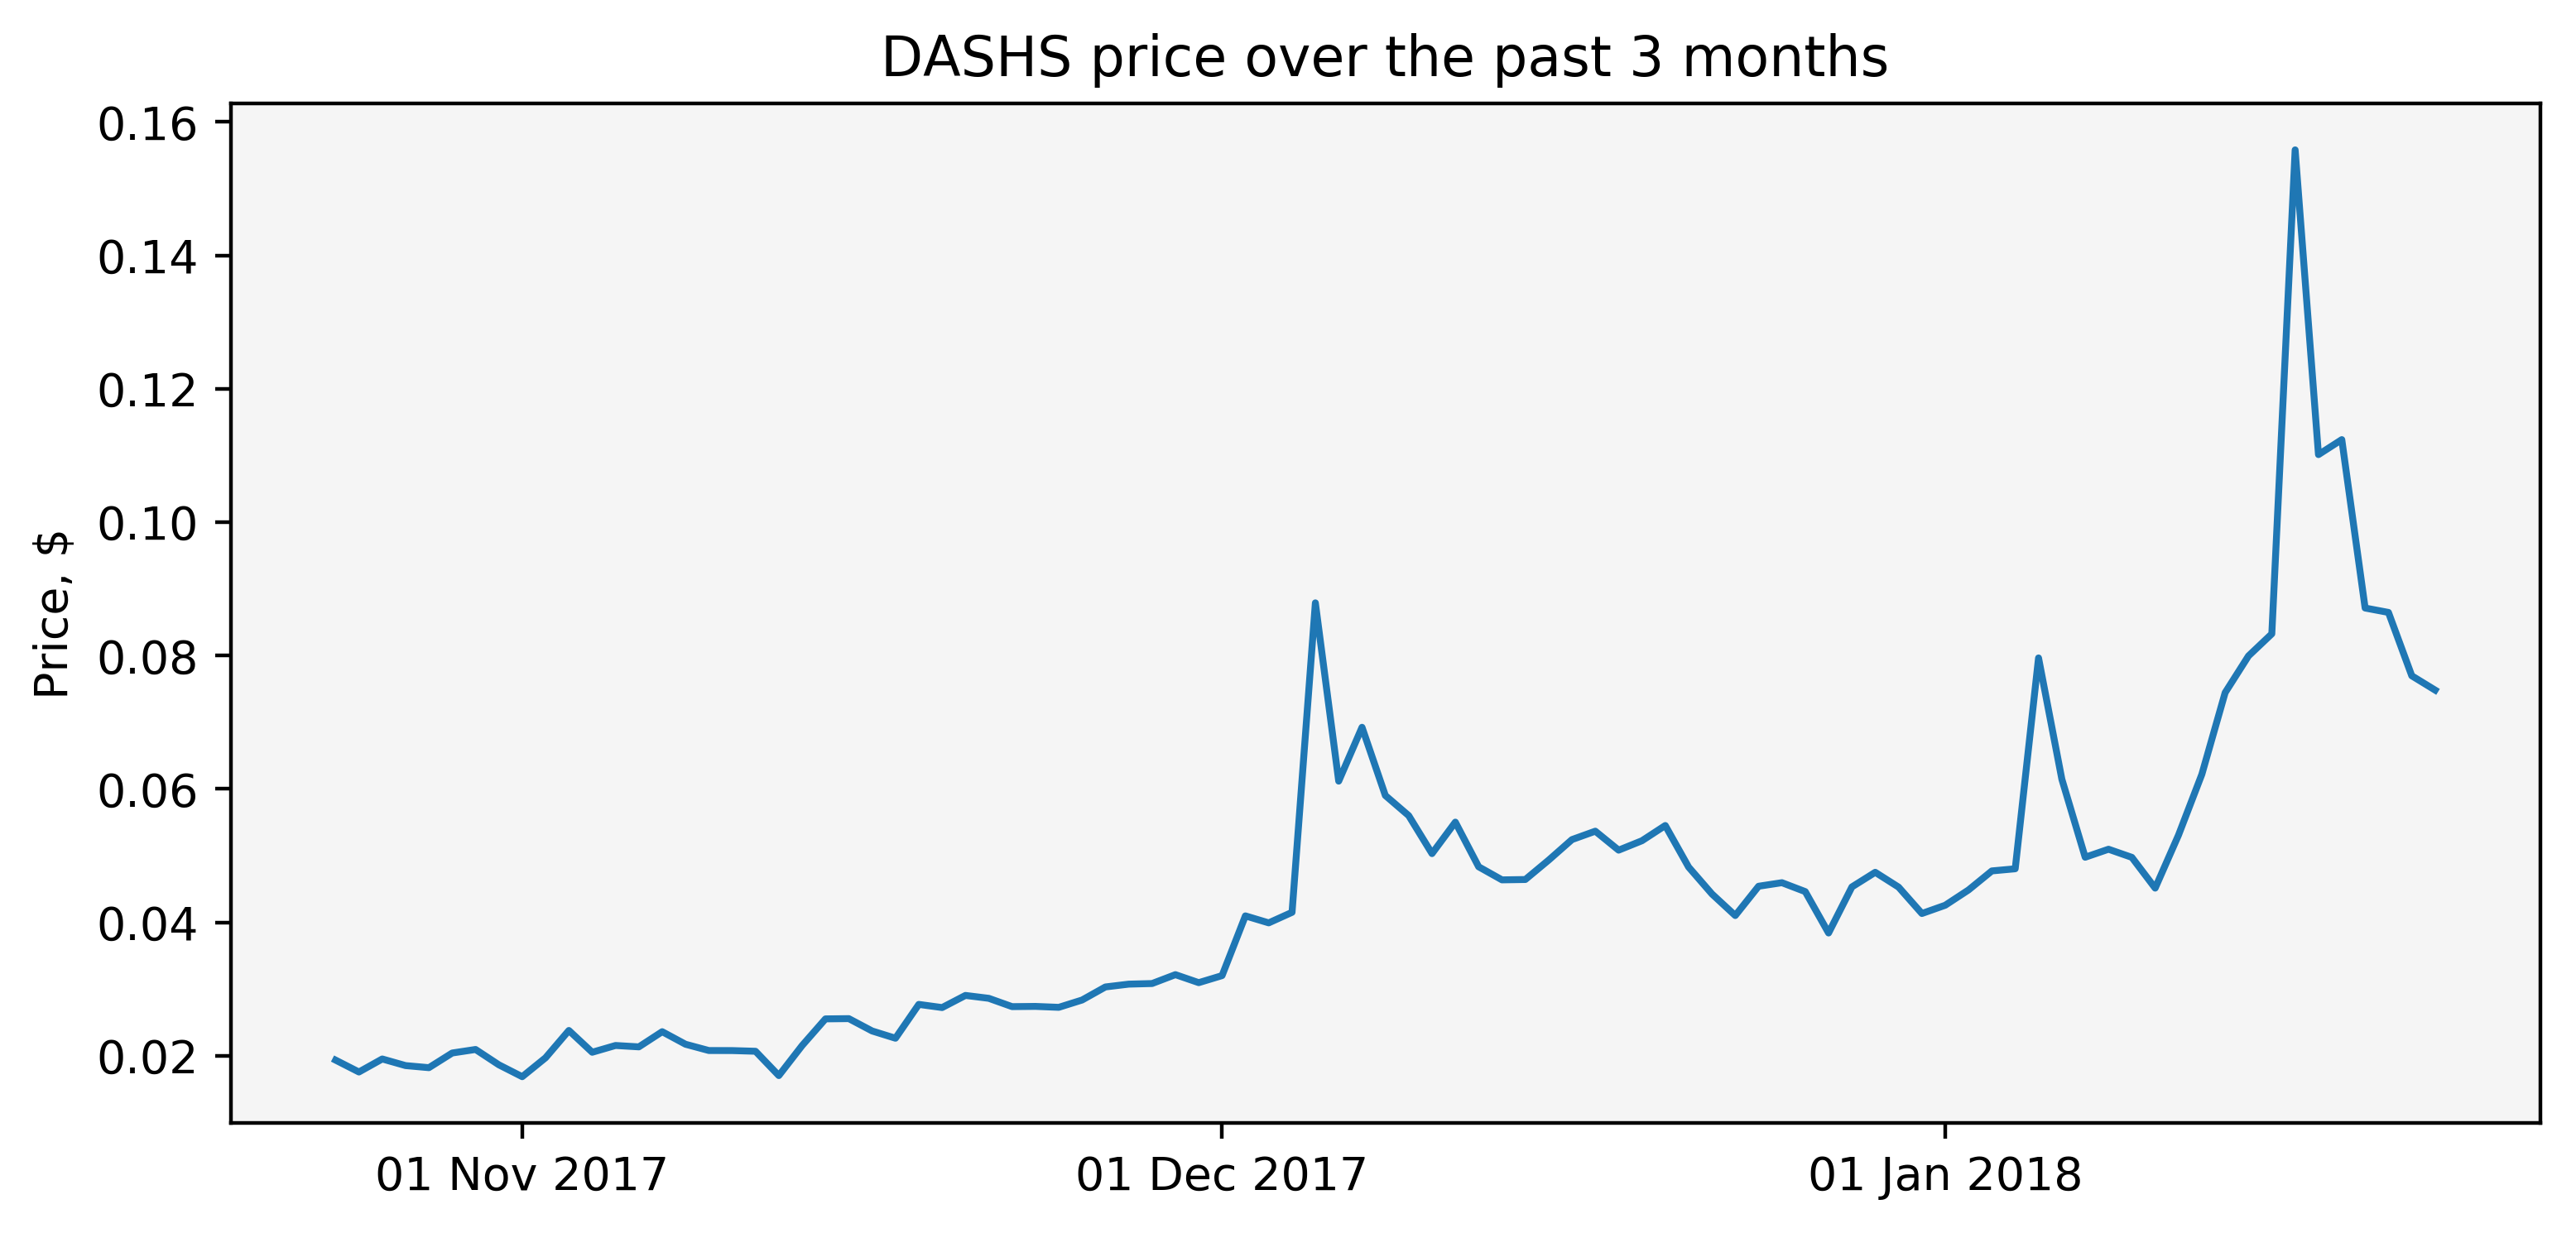 DASHS price over the past 3 months
Price, $
0.16
0.14
0.12
0.10
0.08
0.06
0.04
0.02
01 Nov 2017
01 Dec 2017
01 Jan 2018